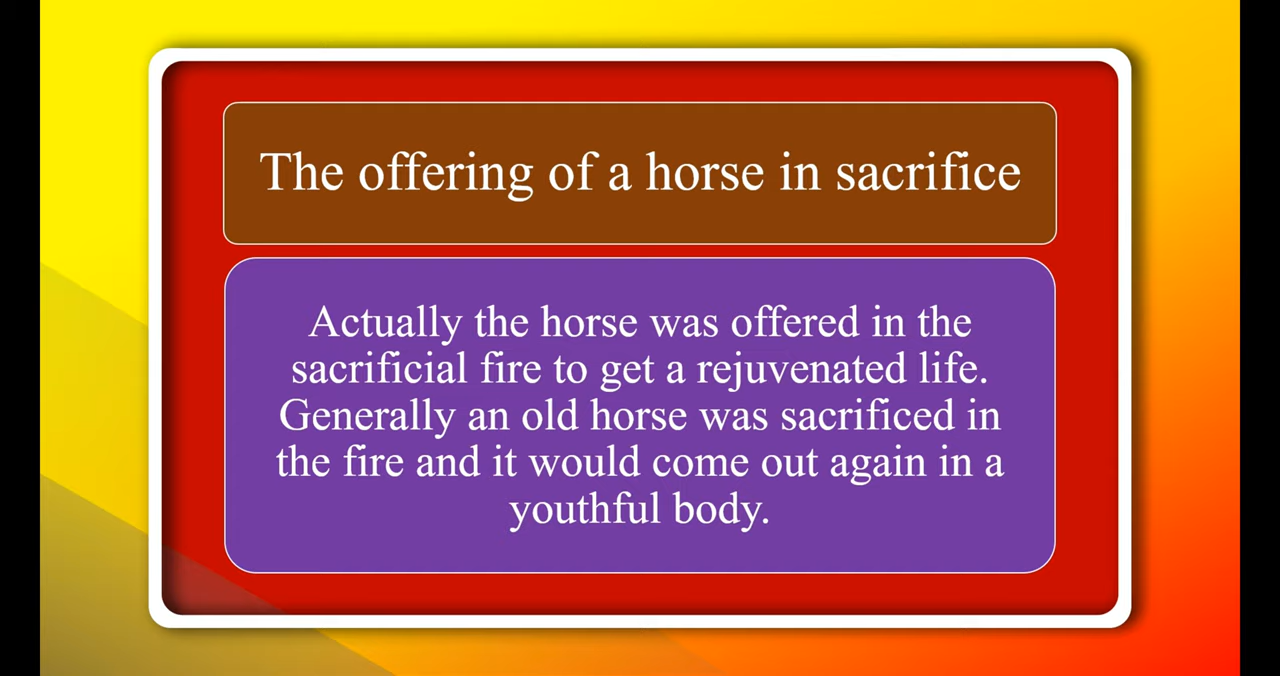 The offering of a horse in sacrifice
Actually the horse was offered in the
sacrificial fire to get a rejuvenated life.
Generally an old horse was sacrificed in
the fire and it would come out again in a
youthful body.